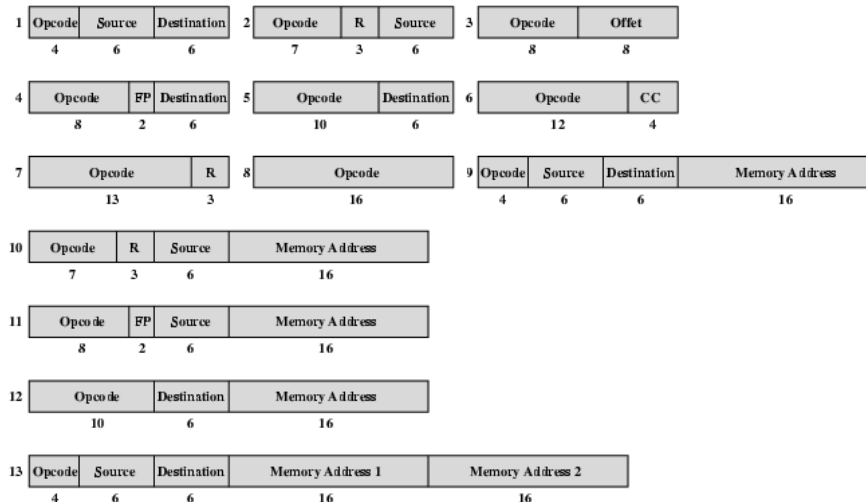 1 Opcode Source Destination 2 Opcode R Source 3 Opcode Offet
4 6 6 7 3 6 8 8
4 Opcode FP Destination 5 Opcode Destination 6 Opcode CC
8 2 6 10 6 12 4
7 Opcode R 8 Opcode 9 Opcode Source Destination Memory Address
13 3 16 4 6 6 16
10 Opcode R Source Memory Address
7 3 6 16
11 Opcode FP Source Memory Address
8 2 6 16
12 Opcode Destination Memory Address
10 6 16
13 Opcode Source Destination Memory Address 1 Memory Address 2
4 6 6 16 16